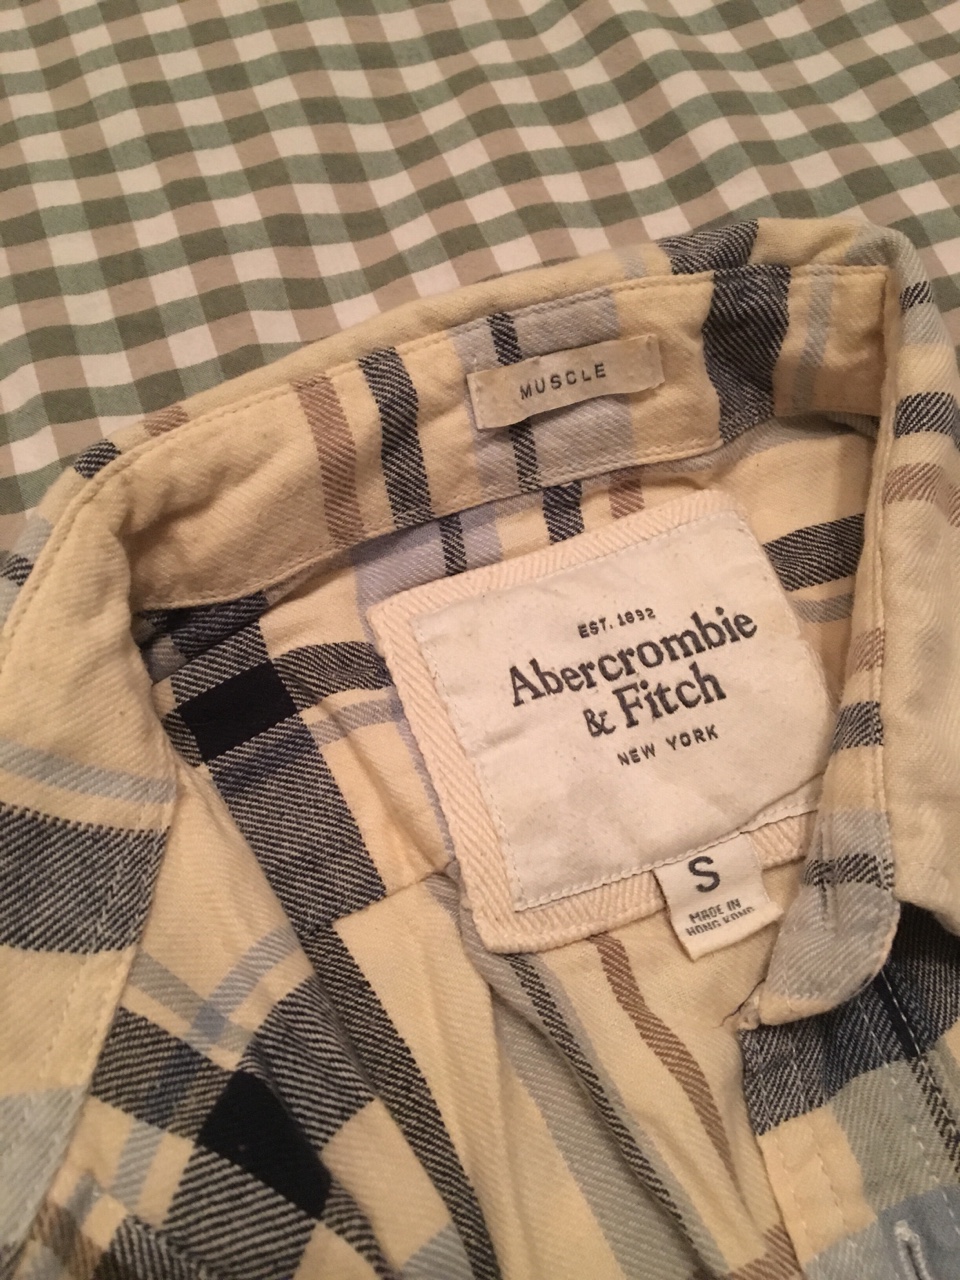 MUSCLE
EST. 1892
Abercrombie
& Fitch
NEW YORK
S
MADE IN
HONG KONG